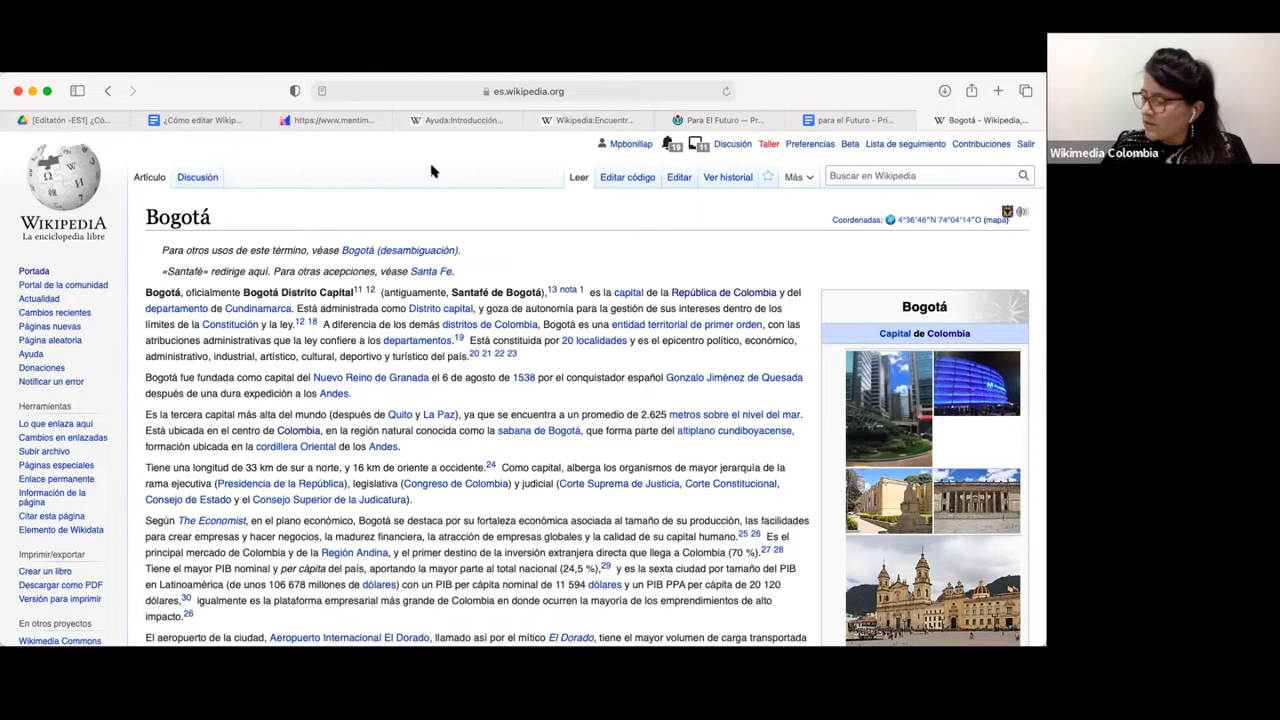 es.wikipedia.org
[Editatón -ES1] ¿Có...
¿Cómo editar Wikip...
https://www.mentim...
Ayuda:Introducción...
Wikipedia:Encuentr...
Para El Futuro — Pr...
para el Futuro - Pri...
Bogotá - Wikipedia,...
Mpbonillap 19 11 Discusión Taller Preferencias Beta Lista de seguimiento Contribuciones Salir
Artículo Discusión Leer Editar código Editar Ver historial Más Buscar en Wikipedia
WIKIPEDIA
La enciclopedia libre
Portada
Portal de la comunidad
Actualidad
Cambios recientes
Páginas nuevas
Página aleatoria
Ayuda
Donaciones
Notificar un error
Herramientas
Lo que enlaza aquí
Cambios en enlazadas
Subir archivo
Páginas especiales
Enlace permanente
Información de la
página
Citar esta página
Elemento de Wikidata
Imprimir/exportar
Crear un libro
Descargar como PDF
Versión para imprimir
En otros proyectos
Wikimedia Commons
Bogotá
Coordenadas: 4°36′46″N 74°04′14″O (mapa)
Para otros usos de este término, véase Bogotá (desambiguación).
«Santafé» redirige aquí. Para otras acepciones, véase Santa Fe.
Bogotá, oficialmente Bogotá Distrito Capital11 12 (antiguamente, Santafé de Bogotá),13 nota 1 es la capital de la República de Colombia y del
departamento de Cundinamarca. Está administrada como Distrito capital, y goza de autonomía para la gestión de sus intereses dentro de los
límites de la Constitución y la ley.12 18 A diferencia de los demás distritos de Colombia, Bogotá es una entidad territorial de primer orden, con las
atribuciones administrativas que la ley confiere a los departamentos.19 Está constituida por 20 localidades y es el epicentro político, económico,
administrativo, industrial, artístico, cultural, deportivo y turístico del país.20 21 22 23
Bogotá fue fundada como capital del Nuevo Reino de Granada el 6 de agosto de 1538 por el conquistador español Gonzalo Jiménez de Quesada
después de una dura expedición a los Andes.
Es la tercera capital más alta del mundo (después de Quito y La Paz), ya que se encuentra a un promedio de 2.625 metros sobre el nivel del mar.
Está ubicada en el centro de Colombia, en la región natural conocida como la sabana de Bogotá, que forma parte del altiplano cundiboyacense,
formación ubicada en la cordillera Oriental de los Andes.
Tiene una longitud de 33 km de sur a norte, y 16 km de oriente a occidente.24 Como capital, alberga los organismos de mayor jerarquía de la
rama ejecutiva (Presidencia de la República), legislativa (Congreso de Colombia) y judicial (Corte Suprema de Justicia, Corte Constitucional,
Consejo de Estado y el Consejo Superior de la Judicatura).
Según The Economist, en el plano económico, Bogotá se destaca por su fortaleza económica asociada al tamaño de su producción, las facilidades
para crear empresas y hacer negocios, la madurez financiera, la atracción de empresas globales y la calidad de su capital humano.25 26 Es el
principal mercado de Colombia y de la Región Andina, y el primer destino de la inversión extranjera directa que llega a Colombia (70 %).27 28
Tiene el mayor PIB nominal y per cápita del país, aportando la mayor parte al total nacional (24,5 %),29 y es la sexta ciudad por tamaño del PIB
en Latinoamérica (de unos 106 678 millones de dólares) con un PIB per cápita nominal de 11 594 dólares y un PIB PPA per cápita de 20 120
dólares,30 igualmente es la plataforma empresarial más grande de Colombia en donde ocurren la mayoría de los emprendimientos de alto
impacto.26
El aeropuerto de la ciudad, Aeropuerto Internacional El Dorado, llamado así por el mítico El Dorado, tiene el mayor volumen de carga transportada
Bogotá
Capital de Colombia
Wikimedia Colombia